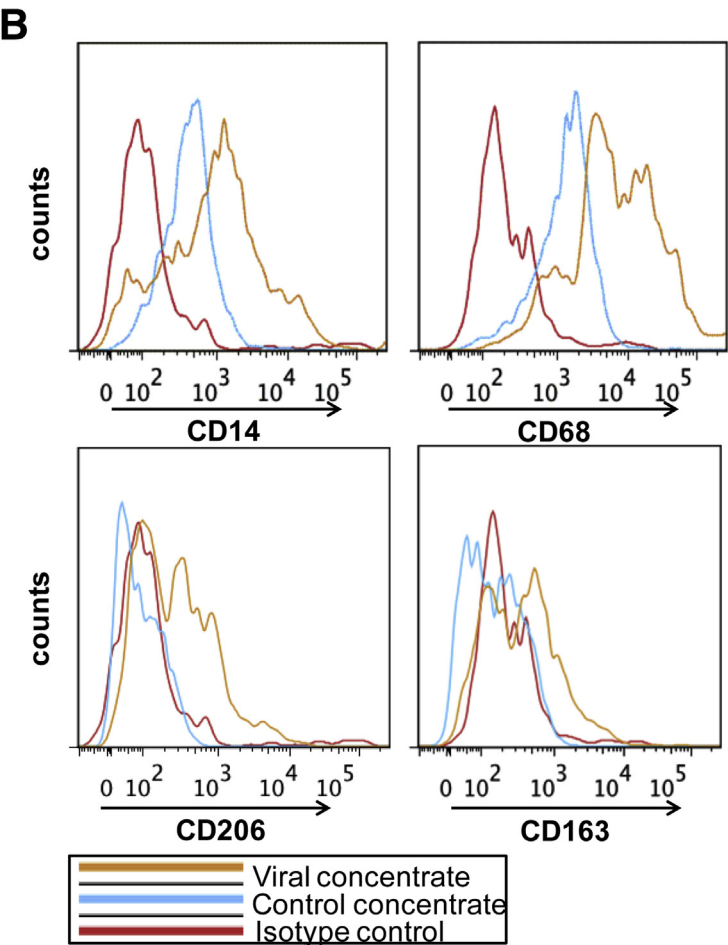 B
counts
0 10² 10³ 10⁴ 10⁵
CD14
0 10² 10³ 10⁴ 10⁵
CD68
counts
0 10² 10³ 10⁴ 10⁵
CD206
0 10² 10³ 10⁴ 10⁵
CD163
Viral concentrate
Control concentrate
Isotype control